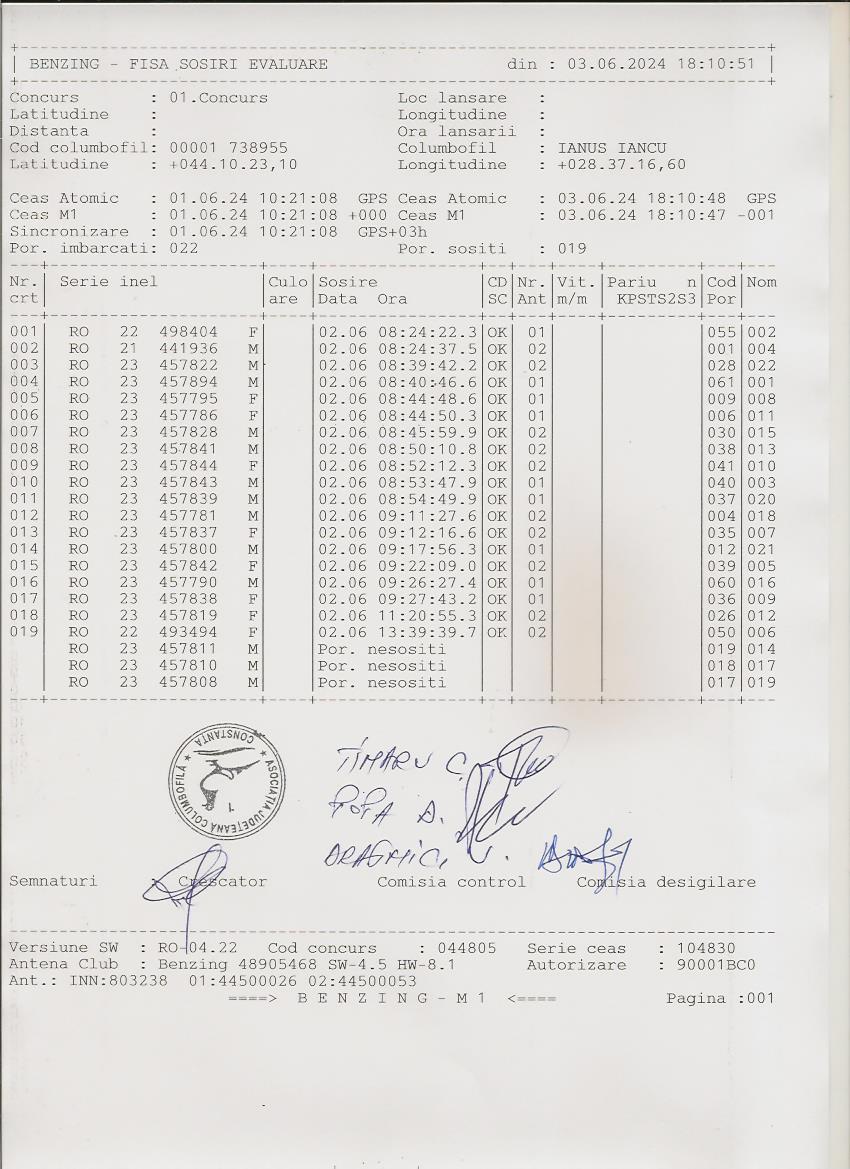 BENZING - FISA SOSIRI EVALUARE din : 03.06.2024 18:10:51
Concurs : 01.Concurs Loc lansare :
Latitudine : Longitudine :
Distanta : Ora lansarii :
Cod columbofil: 00001 738955 Columbofil : IANUS IANCU
Latitudine : +044.10.23,10 Longitudine : +028.37.16,60
Ceas Atomic : 01.06.24 10:21:08 GPS Ceas Atomic : 03.06.24 18:10:48 GPS
Ceas M1 : 01.06.24 10:21:08 +000 Ceas M1 : 03.06.24 18:10:47 -001
Sincronizare : 01.06.24 10:21:08 GPS+03h
Por. imbarcati: 022 Por. sositi : 019
Nr. Serie inel Culo Sosire CD Nr. Vit. Pariu n Cod Nom
crt are Data Ora SC Ant m/m KPSTS2S3 Por
001 RO 22 498404 F 02.06 08:24:22.3 OK 01 055 002
002 RO 21 441936 M 02.06 08:24:37.5 OK 02 001 004
003 RO 23 457822 M 02.06 08:39:42.2 OK 02 028 022
004 RO 23 457894 M 02.06 08:40:46.6 OK 01 061 001
005 RO 23 457795 F 02.06 08:44:48.6 OK 01 009 008
006 RO 23 457786 F 02.06 08:44:50.3 OK 01 006 011
007 RO 23 457828 M 02.06 08:45:59.9 OK 02 030 015
008 RO 23 457841 M 02.06 08:50:10.8 OK 02 038 013
009 RO 23 457844 F 02.06 08:52:12.3 OK 02 041 010
010 RO 23 457843 M 02.06 08:53:47.9 OK 01 040 003
011 RO 23 457839 M 02.06 08:54:49.9 OK 01 037 020
012 RO 23 457781 M 02.06 09:11:27.6 OK 02 004 018
013 RO 23 457837 F 02.06 09:12:16.6 OK 02 035 007
014 RO 23 457800 M 02.06 09:17:56.3 OK 01 012 021
015 RO 23 457842 F 02.06 09:22:09.0 OK 02 039 005
016 RO 23 457790 M 02.06 09:26:27.4 OK 01 060 016
017 RO 23 457838 F 02.06 09:27:43.2 OK 01 036 009
018 RO 23 457819 F 02.06 11:20:55.3 OK 02 026 012
019 RO 22 493494 F 02.06 13:39:39.7 OK 02 050 006
RO 23 457811 M Por. nesositi 019 014
RO 23 457810 M Por. nesositi 018 017
RO 23 457808 M Por. nesositi 017 019
ASOCIATIA JUDETEANA COLUMBOFILĂ * CONSTANTA *
1
TIMARU C.
POPA D.
Semnaturi Crescator Comisia control Comisia desigilare
Versiune SW : RO-04.22 Cod concurs : 044805 Serie ceas : 104830
Antena Club : Benzing 48905468 SW-4.5 HW-8.1 Autorizare : 90001BC0
Ant.: INN:803238 01:44500026 02:44500053
====> B E N Z I N G - M 1 <==== Pagina :001